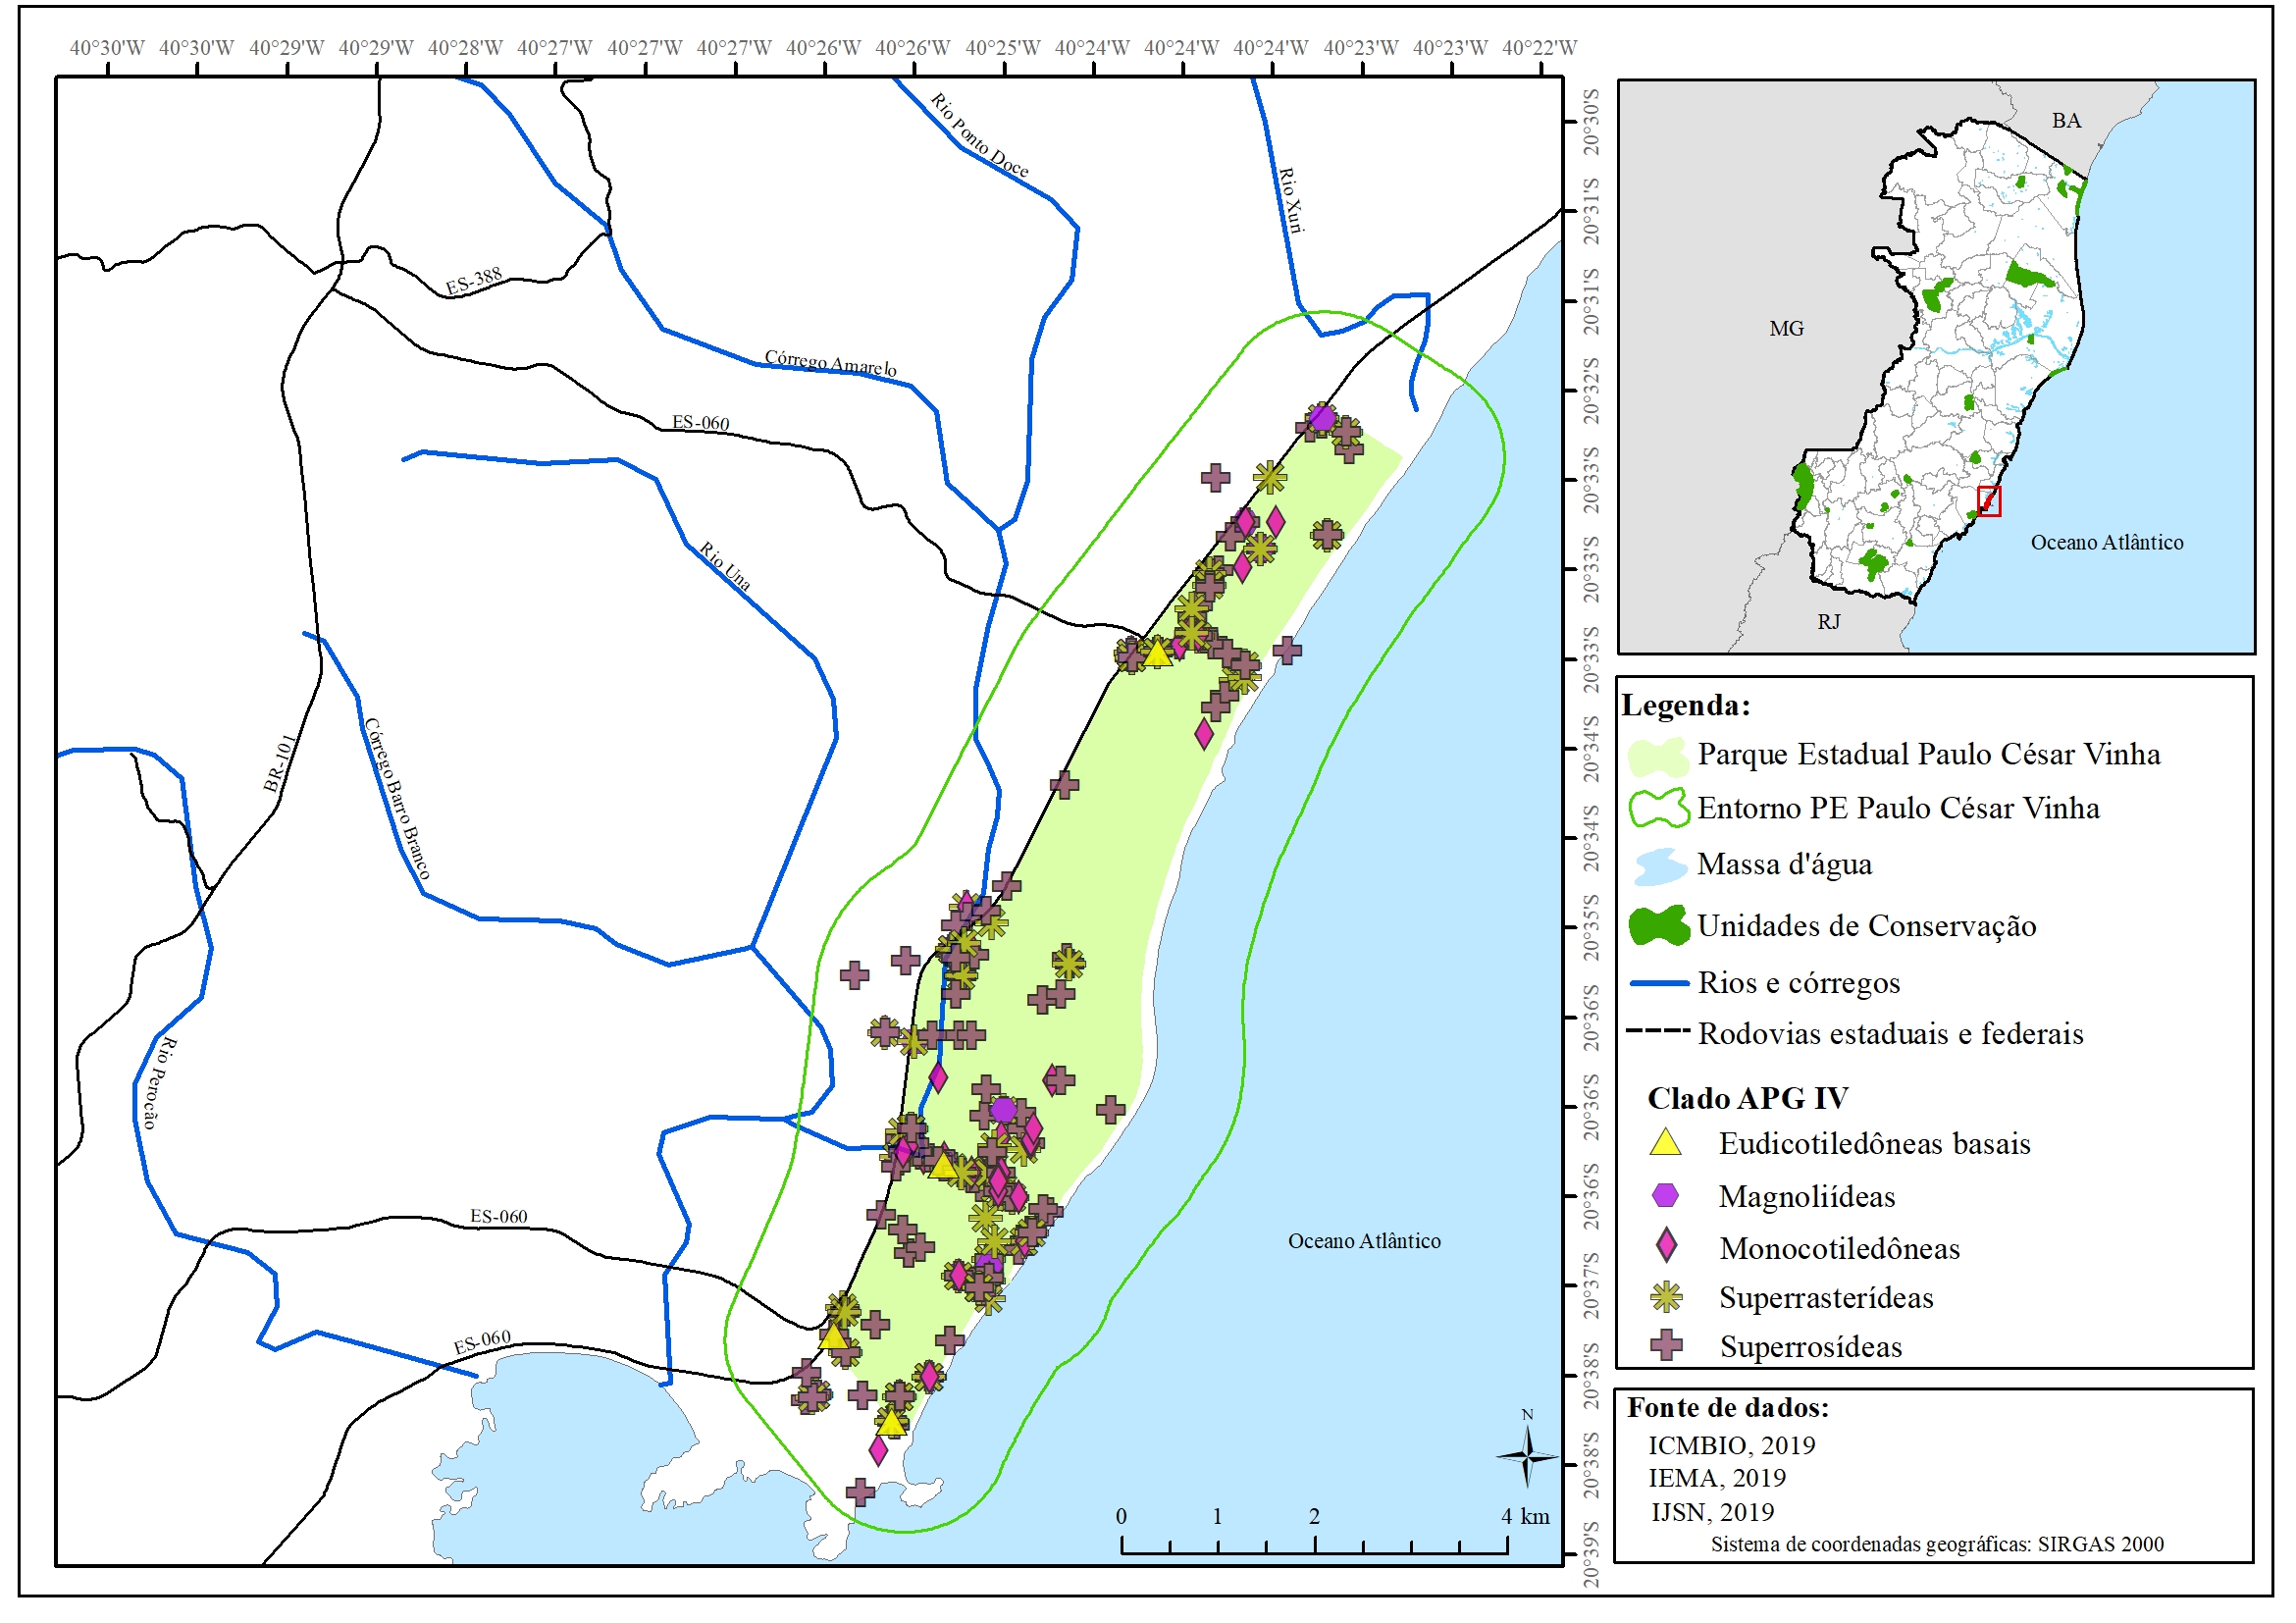 40°30'W 40°30'W 40°29'W 40°29'W 40°28'W 40°27'W 40°27'W 40°27'W 40°26'W 40°26'W 40°25'W 40°24'W 40°24'W 40°24'W 40°23'W 40°23'W 40°22'W
20°30'S
20°31'S
20°31'S
20°32'S
20°33'S
20°33'S
20°33'S
20°34'S
20°34'S
20°35'S
20°36'S
20°36'S
20°36'S
20°37'S
20°38'S
20°38'S
20°39'S
Rio Ponto Doce
Rio Xuri
ES-388
Córrego Amarelo
ES-060
Rio Una
Córrego Barro Branco
BR-101
Rio Perocão
ES-060
ES-060
Oceano Atlântico
N
0 1 2 4 km
BA
MG
Oceano Atlântico
RJ
Legenda:
Parque Estadual Paulo César Vinha
Entorno PE Paulo César Vinha
Massa d'água
Unidades de Conservação
Rios e córregos
Rodovias estaduais e federais
Clado APG IV
Eudicotiledôneas basais
Magnoliídeas
Monocotiledôneas
Superrasterídeas
Superrosídeas
Fonte de dados:
ICMBIO, 2019
IEMA, 2019
IJSN, 2019
Sistema de coordenadas geográficas: SIRGAS 2000